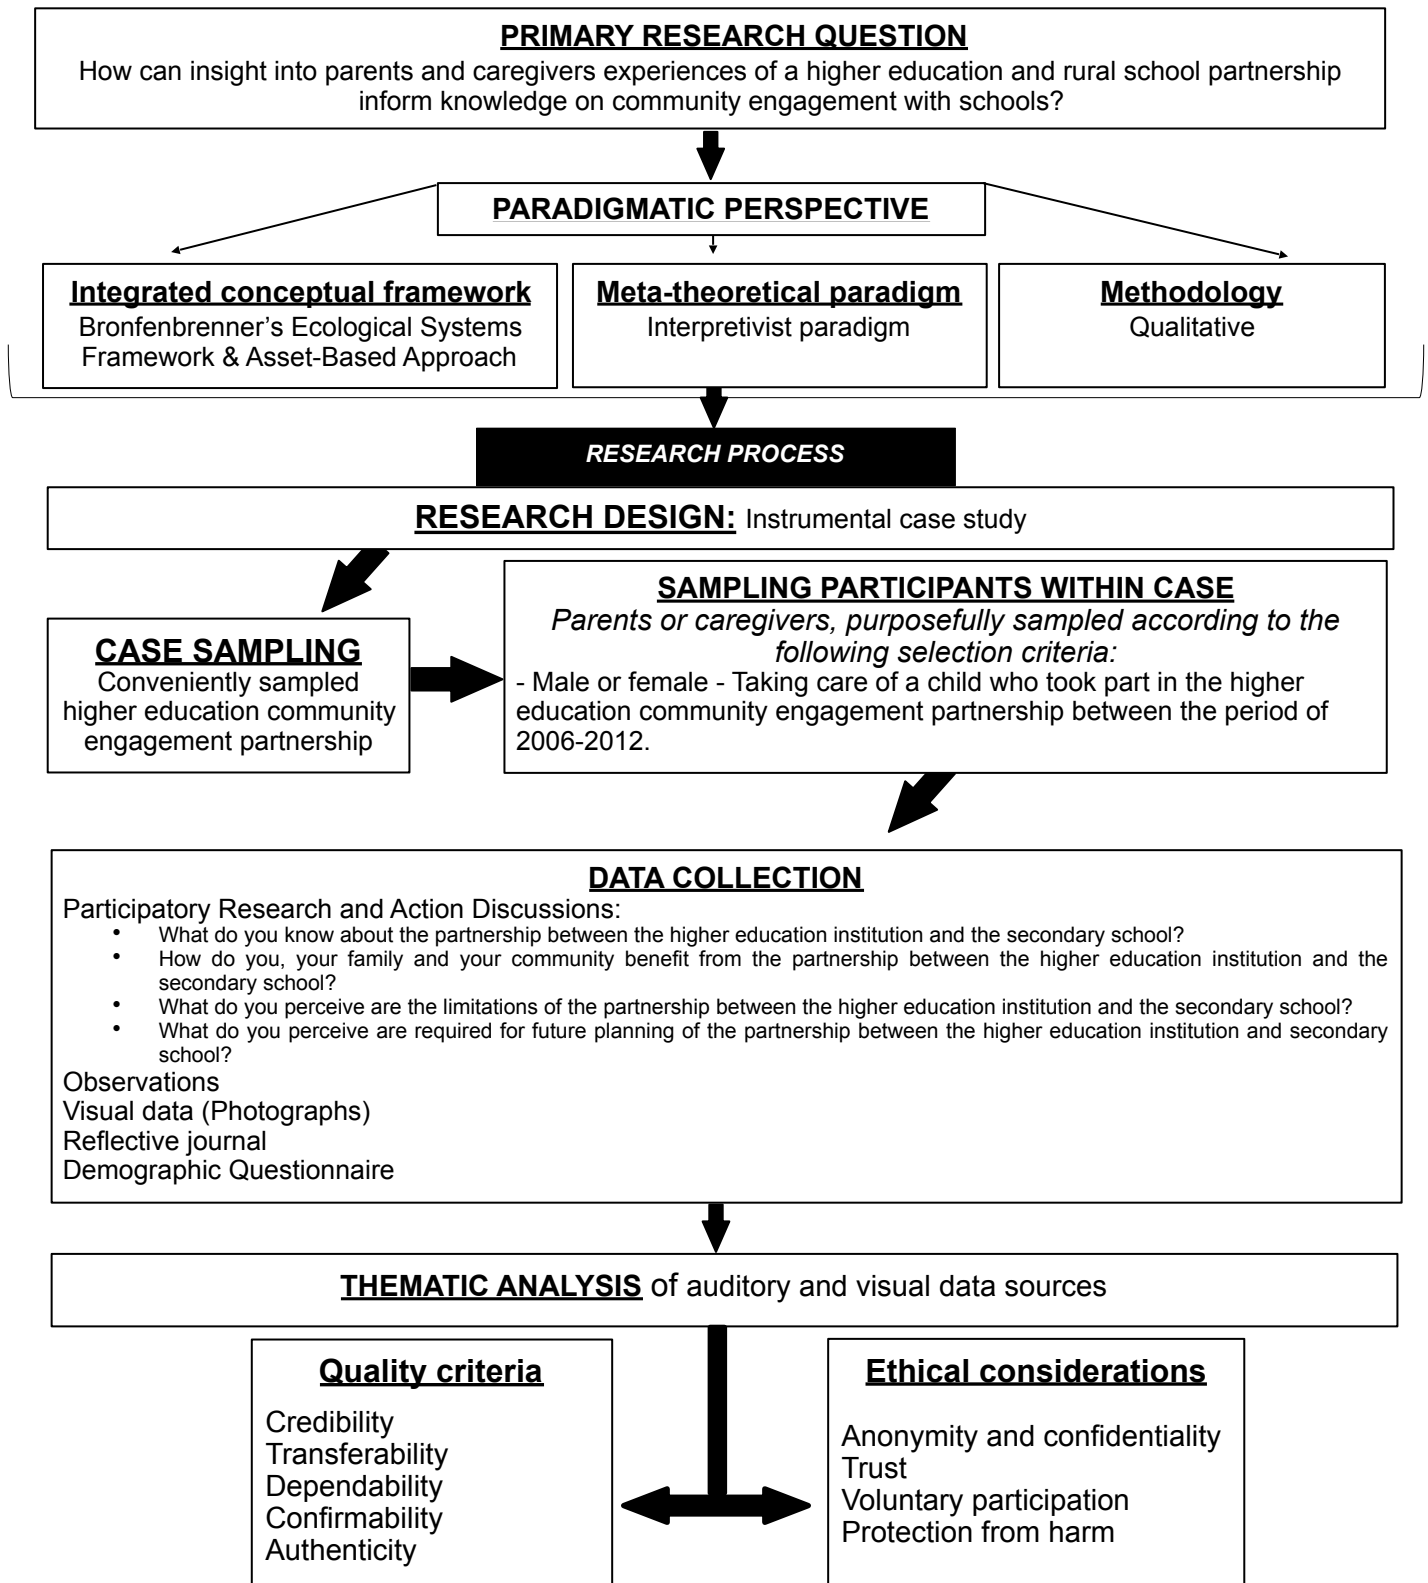 PRIMARY RESEARCH QUESTION
How can insight into parents and caregivers experiences of a higher education and rural school partnership
inform knowledge on community engagement with schools?
PARADIGMATIC PERSPECTIVE
Integrated conceptual framework
Bronfenbrenner’s Ecological Systems
Framework & Asset-Based Approach
Meta-theoretical paradigm
Interpretivist paradigm
Methodology
Qualitative
RESEARCH PROCESS
RESEARCH DESIGN: Instrumental case study
CASE SAMPLING
Conveniently sampled
higher education community
engagement partnership
SAMPLING PARTICIPANTS WITHIN CASE
Parents or caregivers, purposefully sampled according to the
following selection criteria:
- Male or female - Taking care of a child who took part in the higher
education community engagement partnership between the period of
2006-2012.
DATA COLLECTION
Participatory Research and Action Discussions:
• What do you know about the partnership between the higher education institution and the secondary school?
• How do you, your family and your community benefit from the partnership between the higher education institution and the
secondary school?
• What do you perceive are the limitations of the partnership between the higher education institution and the secondary school?
• What do you perceive are required for future planning of the partnership between the higher education institution and secondary
school?
Observations
Visual data (Photographs)
Reflective journal
Demographic Questionnaire
THEMATIC ANALYSIS of auditory and visual data sources
Quality criteria
Credibility
Transferability
Dependability
Confirmability
Authenticity
Ethical considerations
Anonymity and confidentiality
Trust
Voluntary participation
Protection from harm